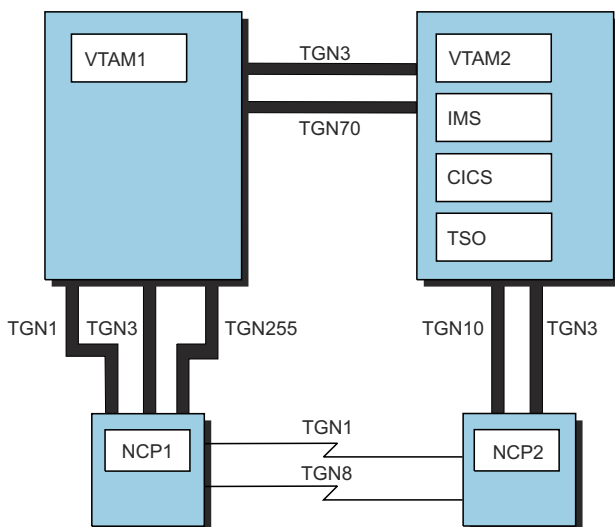 TGN3
VTAM1
VTAM2
TGN70
IMS
CICS
TSO
TGN1
TGN3
TGN255
TGN10
TGN3
TGN1
NCP1
NCP2
TGN8